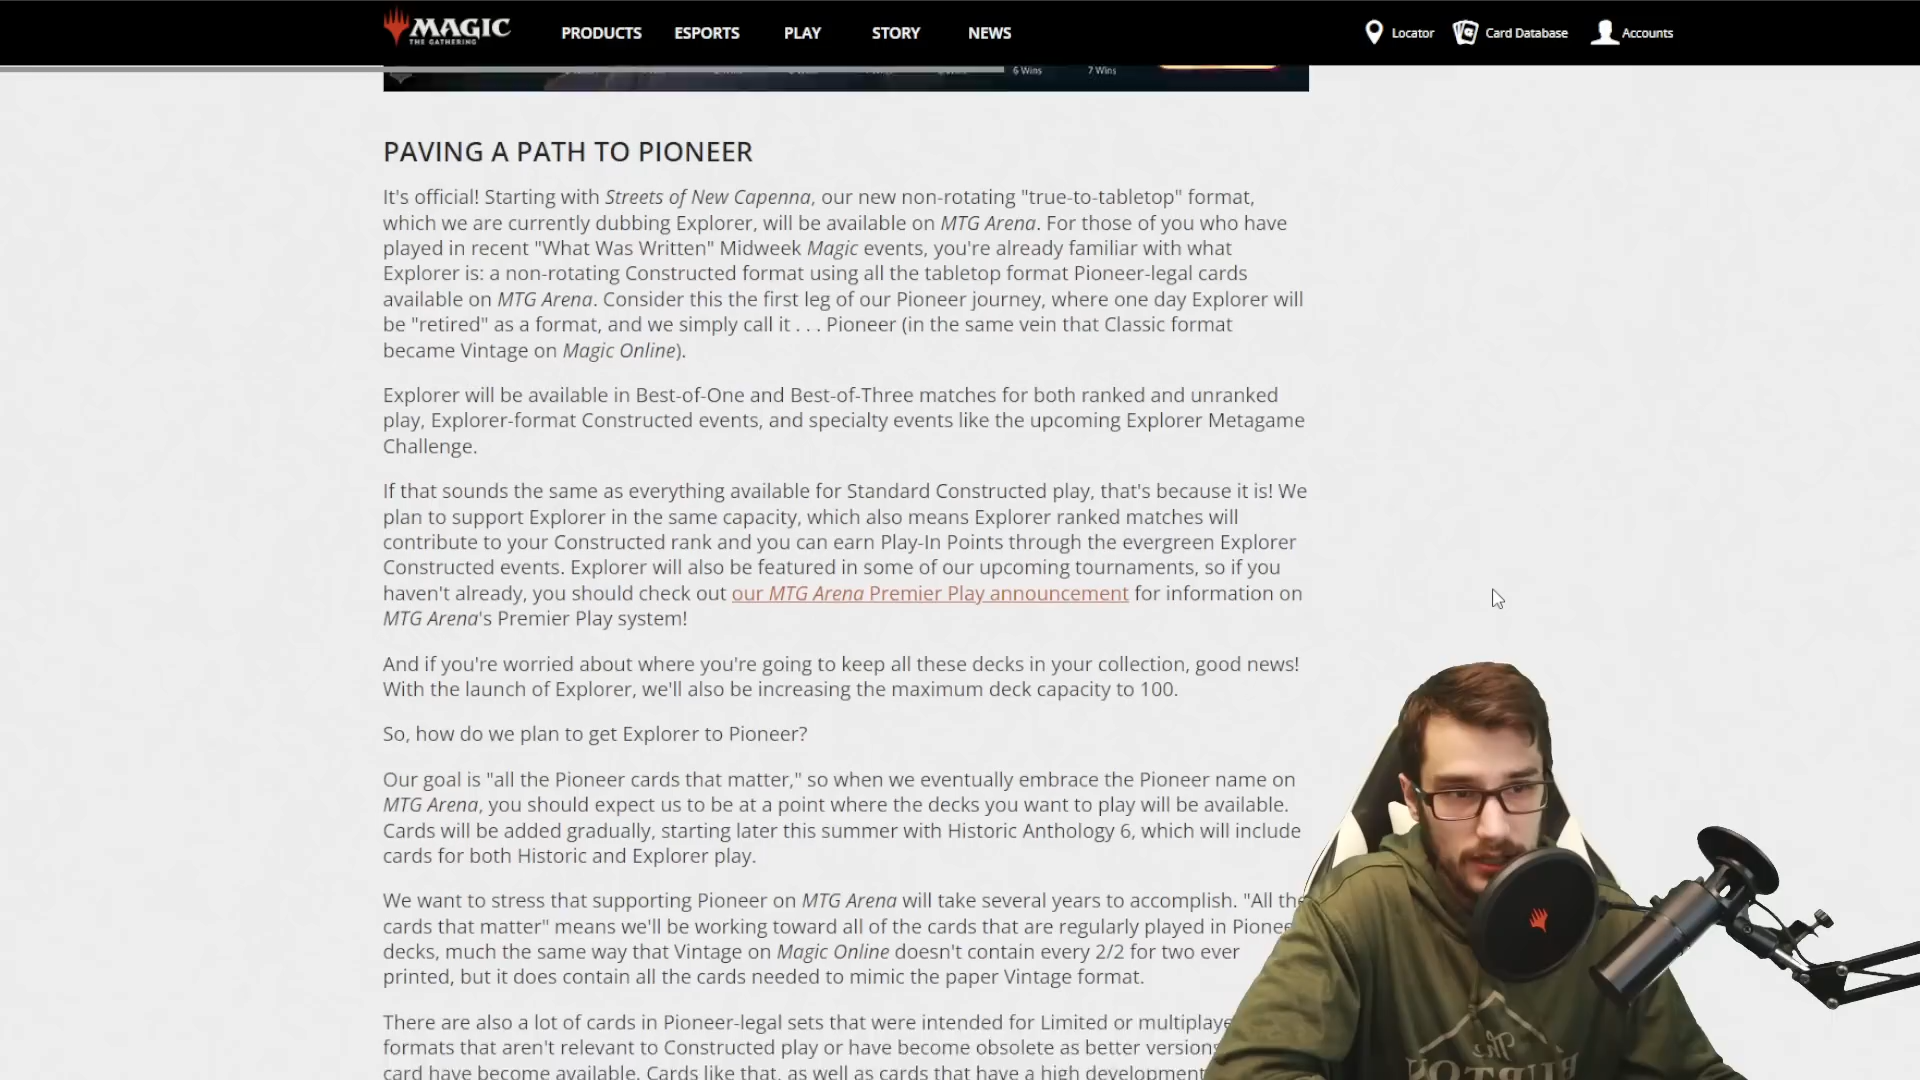 MAGIC
THE GATHERING
PRODUCTS ESPORTS PLAY STORY NEWS
Locator Card Database Accounts
6 Wins 7 Wins
PAVING A PATH TO PIONEER
It's official! Starting with Streets of New Capenna, our new non-rotating "true-to-tabletop" format,
which we are currently dubbing Explorer, will be available on MTG Arena. For those of you who have
played in recent "What Was Written" Midweek Magic events, you're already familiar with what
Explorer is: a non-rotating Constructed format using all the tabletop format Pioneer-legal cards
available on MTG Arena. Consider this the first leg of our Pioneer journey, where one day Explorer will
be "retired" as a format, and we simply call it . . . Pioneer (in the same vein that Classic format
became Vintage on Magic Online).
Explorer will be available in Best-of-One and Best-of-Three matches for both ranked and unranked
play, Explorer-format Constructed events, and specialty events like the upcoming Explorer Metagame
Challenge.
If that sounds the same as everything available for Standard Constructed play, that's because it is! We
plan to support Explorer in the same capacity, which also means Explorer ranked matches will
contribute to your Constructed rank and you can earn Play-In Points through the evergreen Explorer
Constructed events. Explorer will also be featured in some of our upcoming tournaments, so if you
haven't already, you should check out our MTG Arena Premier Play announcement for information on
MTG Arena's Premier Play system!
And if you're worried about where you're going to keep all these decks in your collection, good news!
With the launch of Explorer, we'll also be increasing the maximum deck capacity to 100.
So, how do we plan to get Explorer to Pioneer?
Our goal is "all the Pioneer cards that matter," so when we eventually embrace the Pioneer name on
MTG Arena, you should expect us to be at a point where the decks you want to play will be available.
Cards will be added gradually, starting later this summer with Historic Anthology 6, which will include
cards for both Historic and Explorer play.
We want to stress that supporting Pioneer on MTG Arena will take several years to accomplish. "All the
cards that matter" means we'll be working toward all of the cards that are regularly played in Pionee
decks, much the same way that Vintage on Magic Online doesn't contain every 2/2 for two ever
printed, but it does contain all the cards needed to mimic the paper Vintage format.
There are also a lot of cards in Pioneer-legal sets that were intended for Limited or multiplaye
formats that aren't relevant to Constructed play or have become obsolete as better versions
card have become available. Cards like that, as well as cards that have a high development
The
BURTON